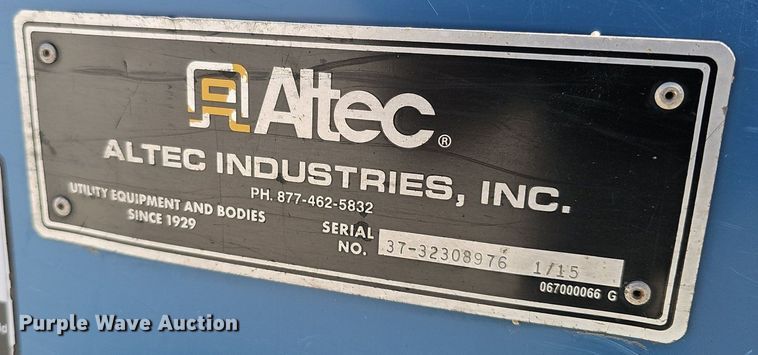 Altec®
ALTEC INDUSTRIES, INC.
PH. 877-462-5832
UTILITY EQUIPMENT AND BODIES
SINCE 1929
SERIAL
NO.
37-32308976 1/15
067000066 G
Purple Wave Auction